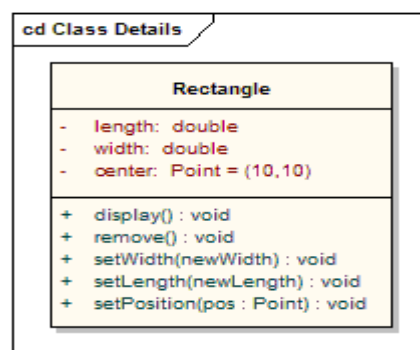 cd Class Details
Rectangle
- length: double
- width: double
- center: Point = (10,10)
+ display() : void
+ remove() : void
+ setWidth(newWidth) : void
+ setLength(newLength) : void
+ setPosition(pos : Point) : void